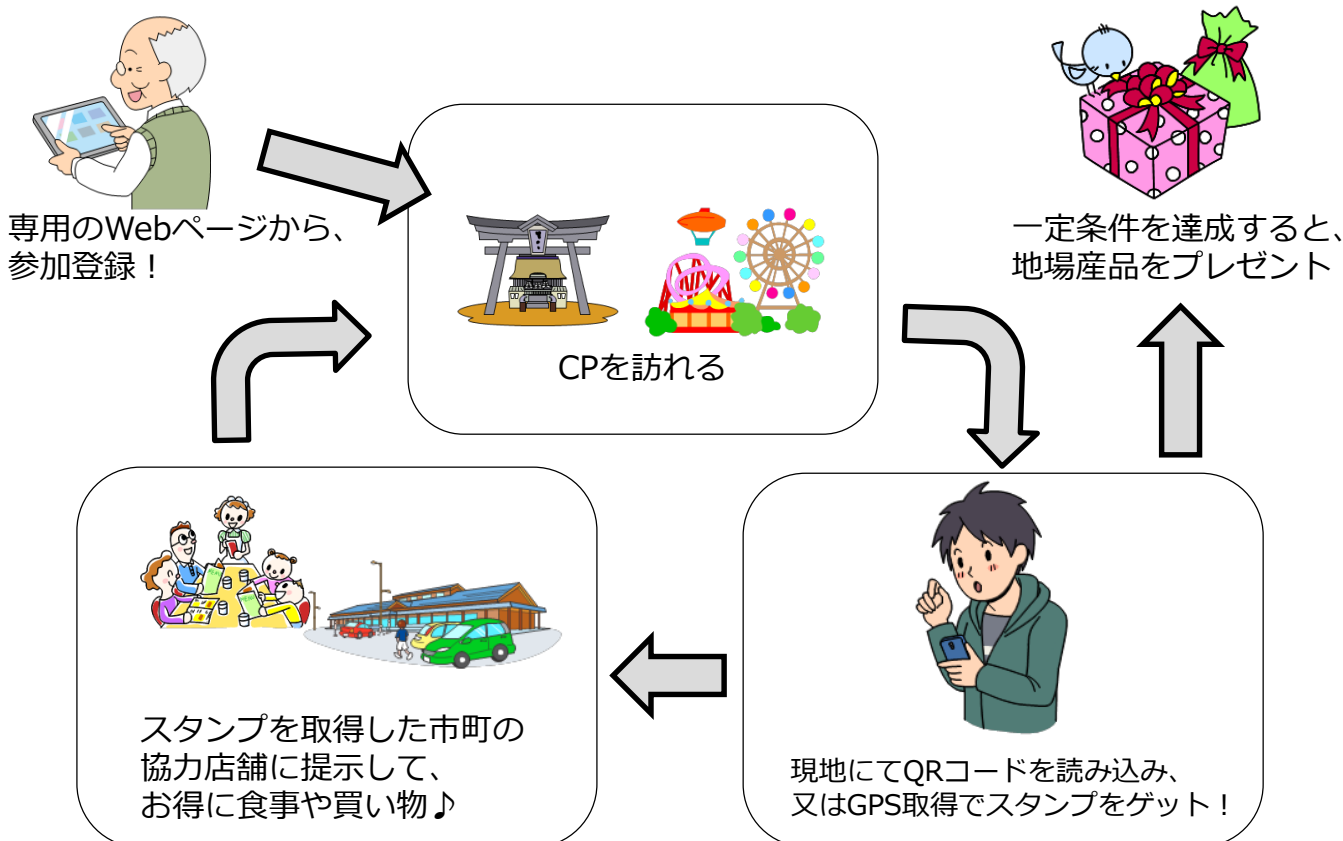 専用のWebページから、
参加登録！
CPを訪れる
一定条件を達成すると、
地場産品をプレゼント
現地にてQRコードを読み込み、
又はGPS取得でスタンプをゲット！
スタンプを取得した市町の
協力店舗に提示して、
お得に食事や買い物♪